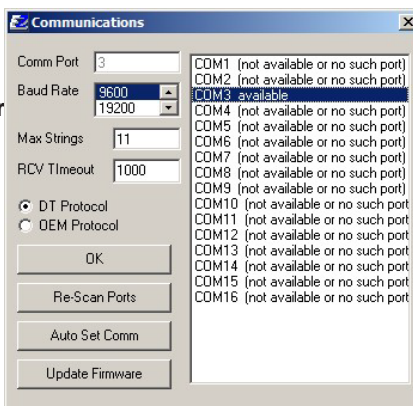 EZ Communications
Comm Port 3
Baud Rate 9600
19200
Max Strings 11
RCV TImeout 1000
DT Protocol
OEM Protocol
OK
Re-Scan Ports
Auto Set Comm
Update Firmware
COM1 (not available or no such port)
COM2 (not available or no such port)
COM3 available
COM4 (not available or no such port)
COM5 (not available or no such port)
COM6 (not available or no such port)
COM7 (not available or no such port)
COM8 (not available or no such port)
COM9 (not available or no such port)
COM10 (not available or no such port
COM11 (not available or no such port
COM12 (not available or no such port
COM13 (not available or no such port
COM14 (not available or no such port
COM15 (not available or no such port
COM16 (not available or no such port
r